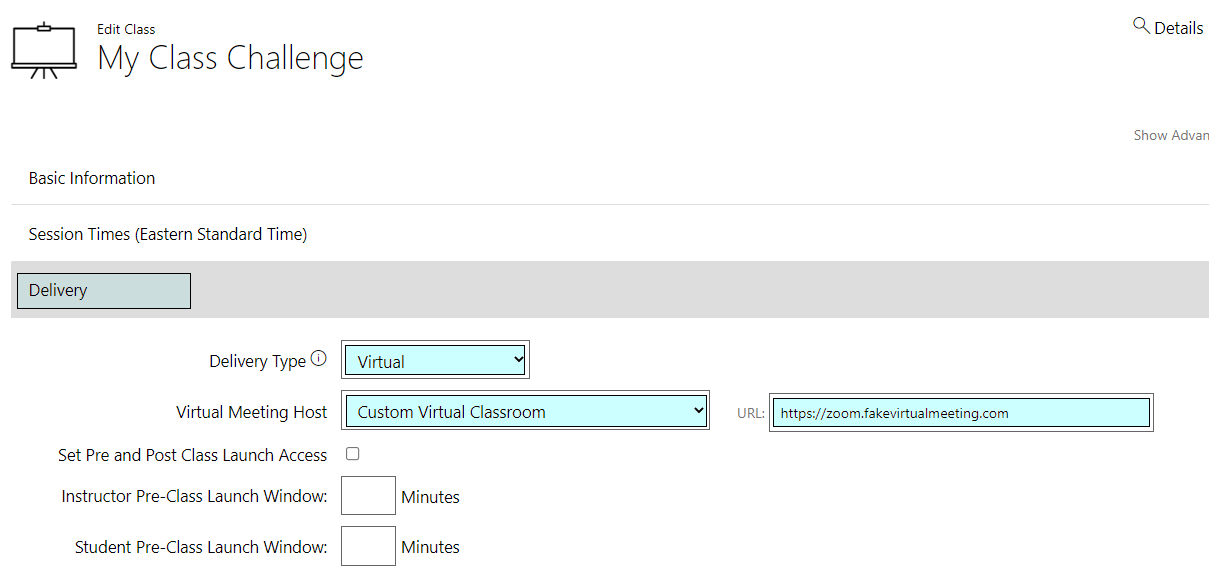 Edit Class
My Class Challenge
Details
Show Advan
Basic Information
Session Times (Eastern Standard Time)
Delivery
Delivery Type
Virtual
Virtual Meeting Host
Custom Virtual Classroom
URL:
https://zoom.fakevirtualmeeting.com
Set Pre and Post Class Launch Access
Instructor Pre-Class Launch Window:
Minutes
Student Pre-Class Launch Window:
Minutes